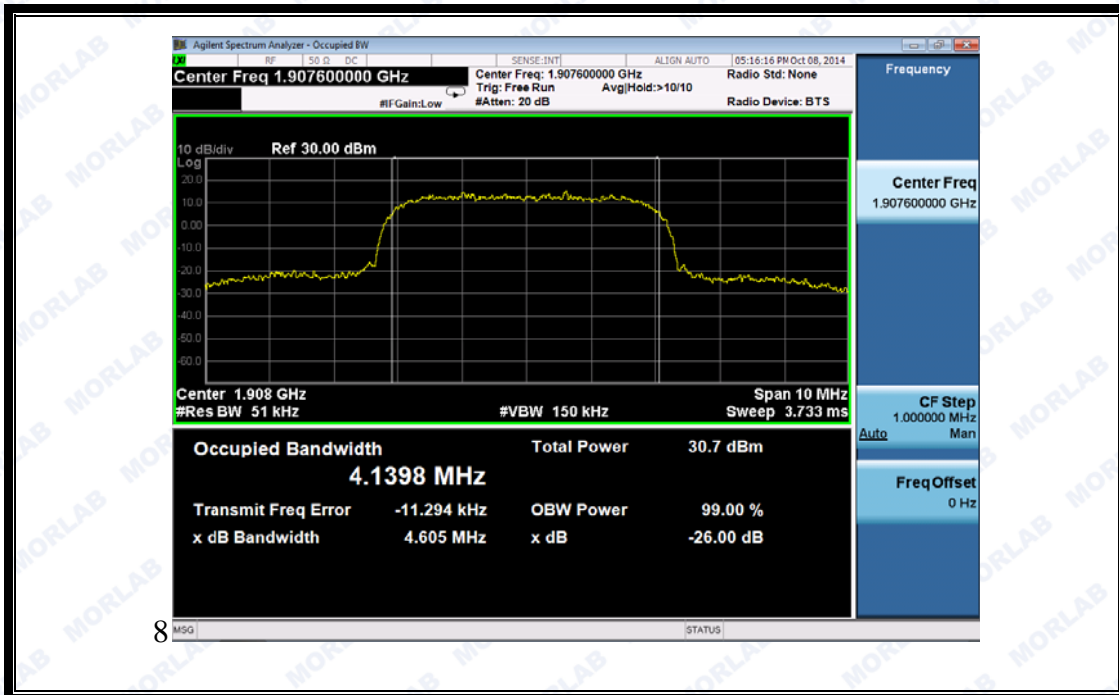 Agilent Spectrum Analyzer - Occupied BW
LXI RF 50 Ω DC SENSE:INT ALIGN AUTO 05:16:16 PM Oct 08, 2014
Center Freq 1.907600000 GHz
Center Freq: 1.907600000 GHz Radio Std: None
Trig: Free Run Avg|Hold:>10/10
#IFGain:Low #Atten: 20 dB Radio Device: BTS
10 dB/div Ref 30.00 dBm
Log
20.0
10.0
0.00
-10.0
-20.0
-30.0
-40.0
-50.0
-60.0
Center 1.908 GHz Span 10 MHz
#Res BW 51 kHz #VBW 150 kHz Sweep 3.733 ms
Occupied Bandwidth Total Power 30.7 dBm
4.1398 MHz
Transmit Freq Error -11.294 kHz OBW Power 99.00 %
x dB Bandwidth 4.605 MHz x dB -26.00 dB
Frequency
Center Freq
1.907600000 GHz
CF Step
1.000000 MHz
Auto Man
Freq Offset
0 Hz
8
MSG STATUS
MORLAB